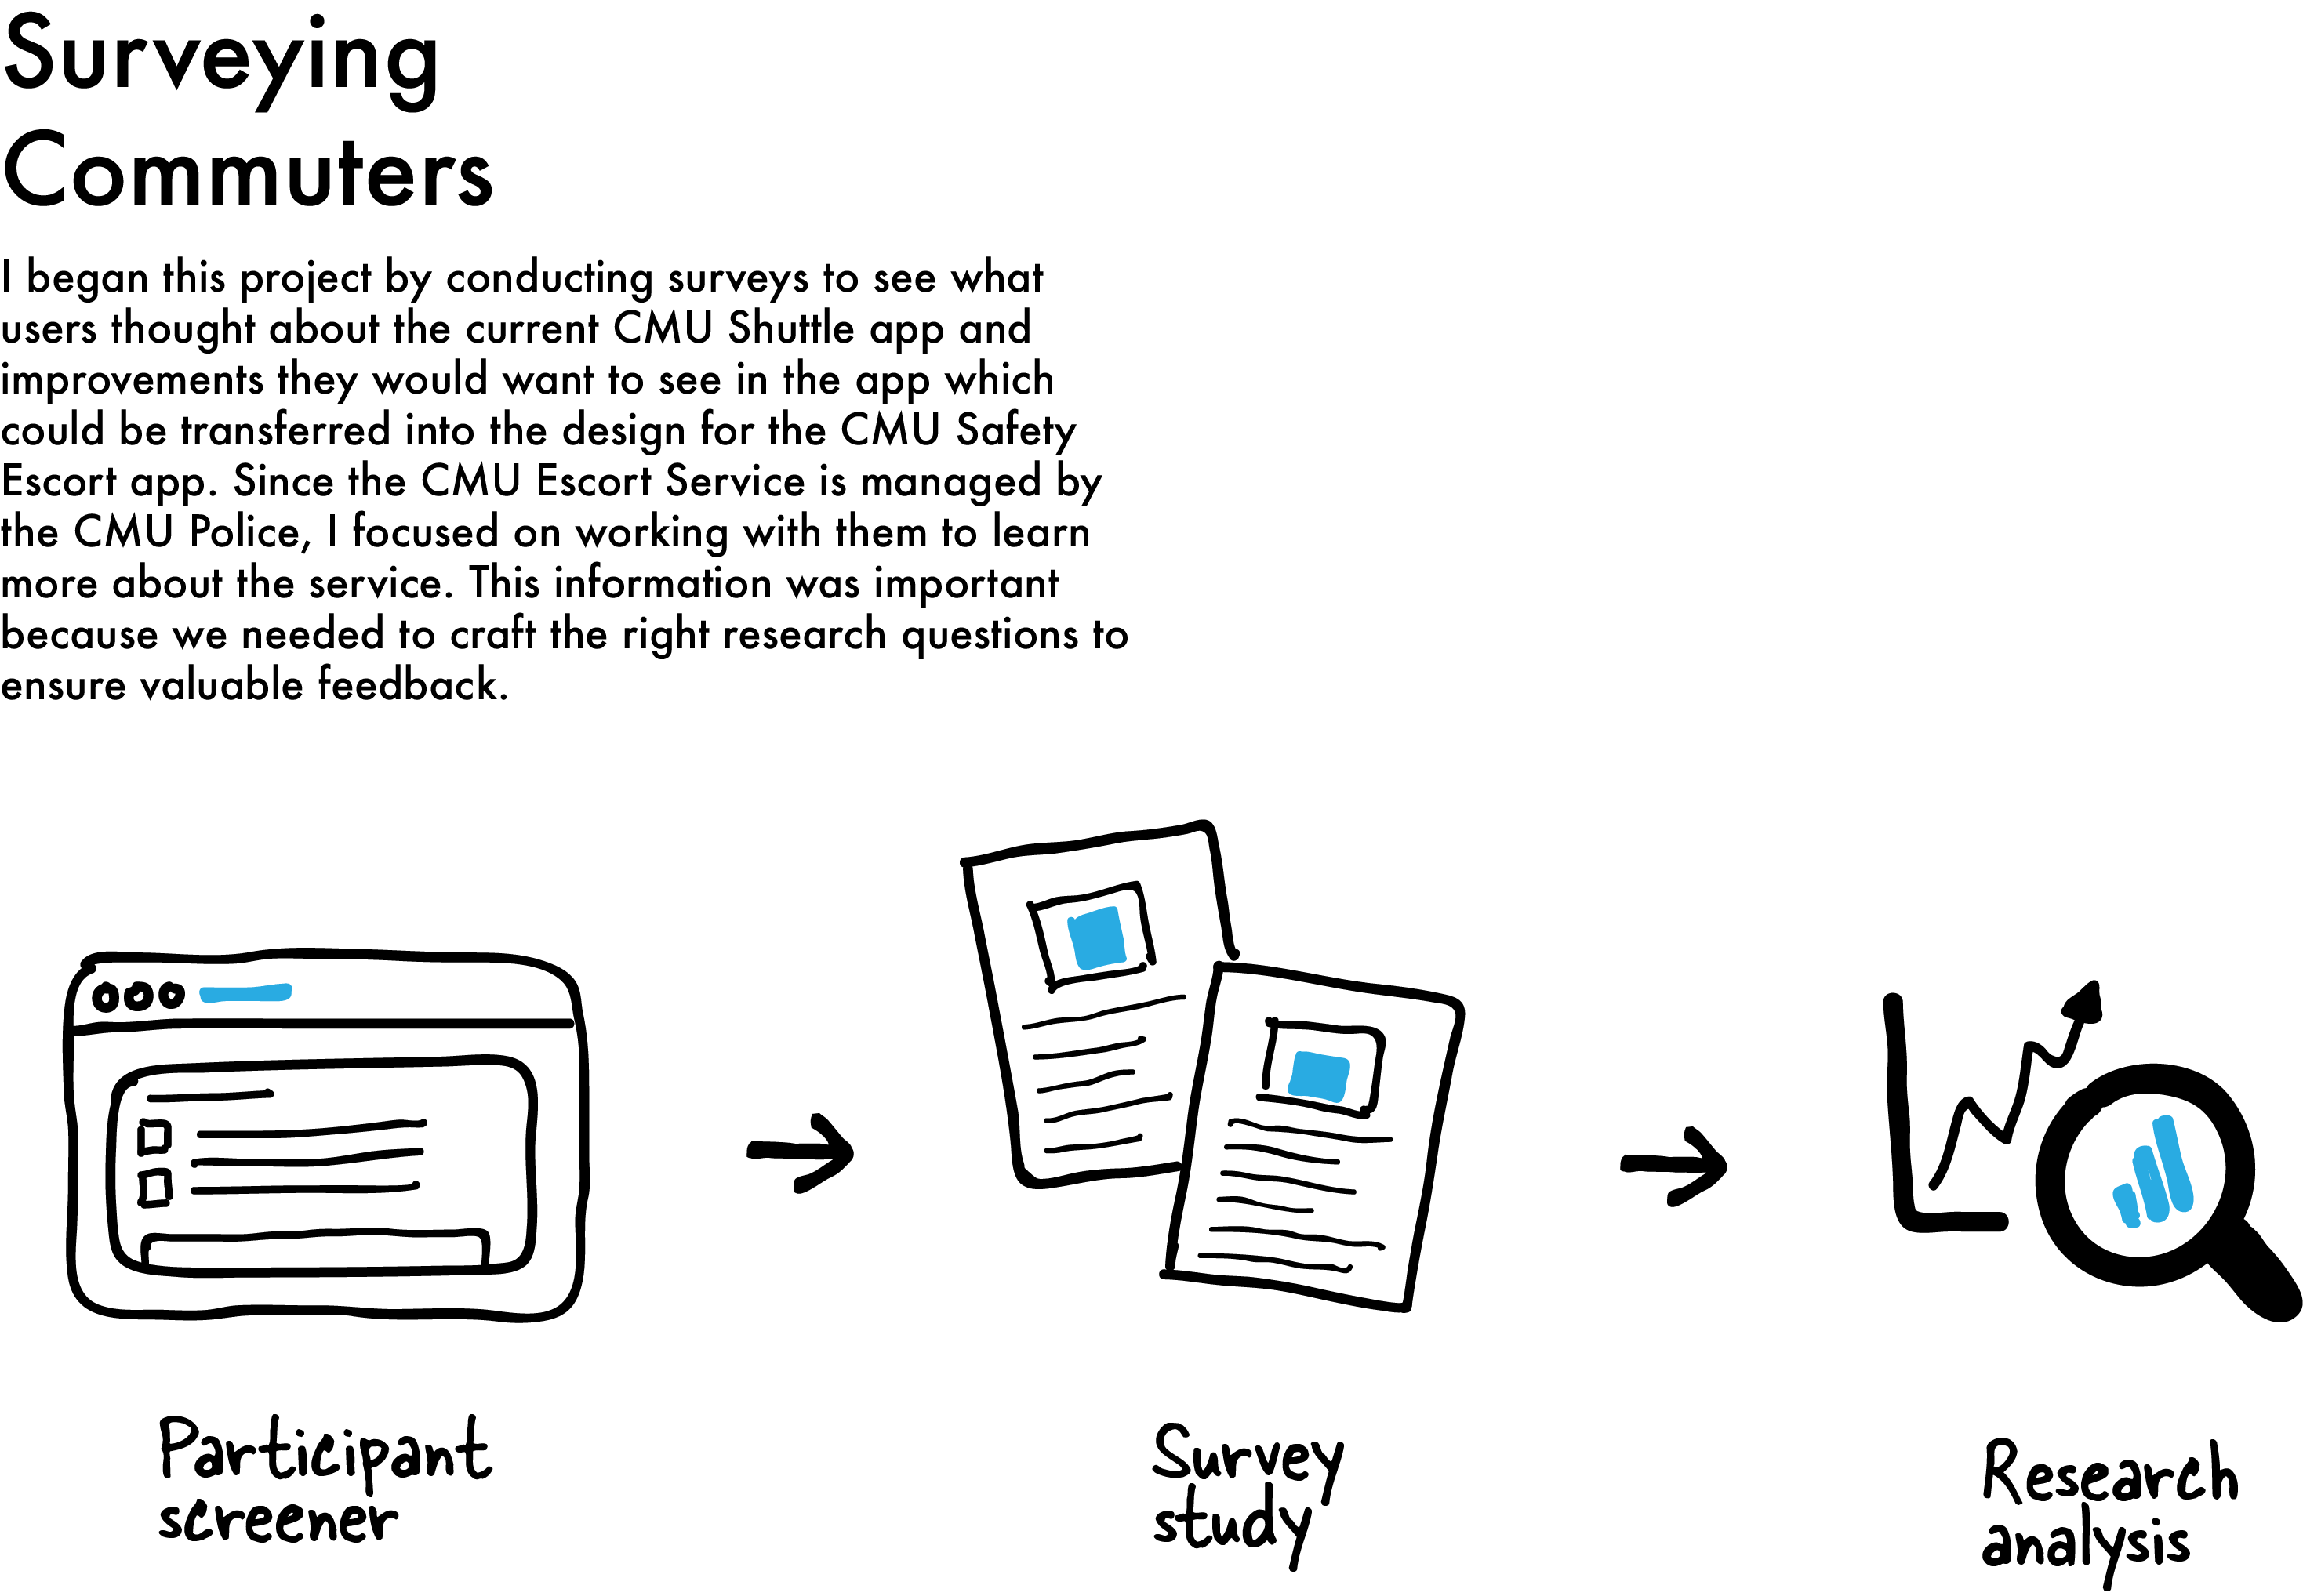 Surveying
Commuters
I began this project by conducting surveys to see what
users thought about the current CMU Shuttle app and
improvements they would want to see in the app which
could be transferred into the design for the CMU Safety
Escort app. Since the CMU Escort Service is managed by
the CMU Police, I focused on working with them to learn
more about the service. This information was important
because we needed to craft the right research questions to
ensure valuable feedback.
Participant
screener
Survey
study
Research
analysis